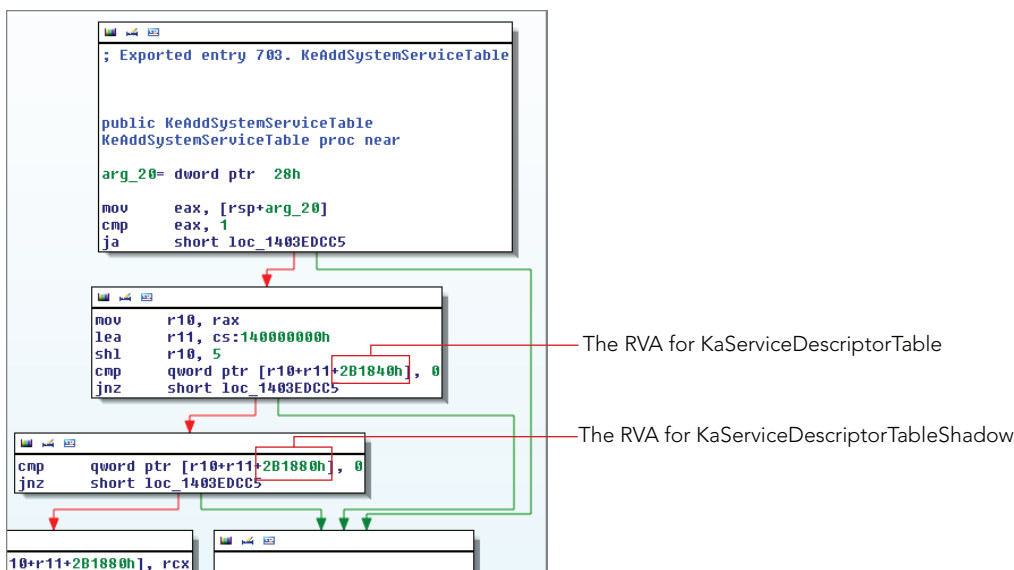 ; Exported entry 703. KeAddSystemServiceTable
public KeAddSystemServiceTable
KeAddSystemServiceTable proc near
arg_20= dword ptr 28h
mov eax, [rsp+arg_20]
cmp eax, 1
ja short loc_1403EDCC5
mov r10, rax
lea r11, cs:140000000h
shl r10, 5
cmp qword ptr [r10+r11+2B1840h], 0
jnz short loc_1403EDCC5
The RVA for KaServiceDescriptorTable
The RVA for KaServiceDescriptorTableShadow
cmp qword ptr [r10+r11+2B1880h], 0
jnz short loc_1403EDCC5
10+r11+2B1880h], rcx